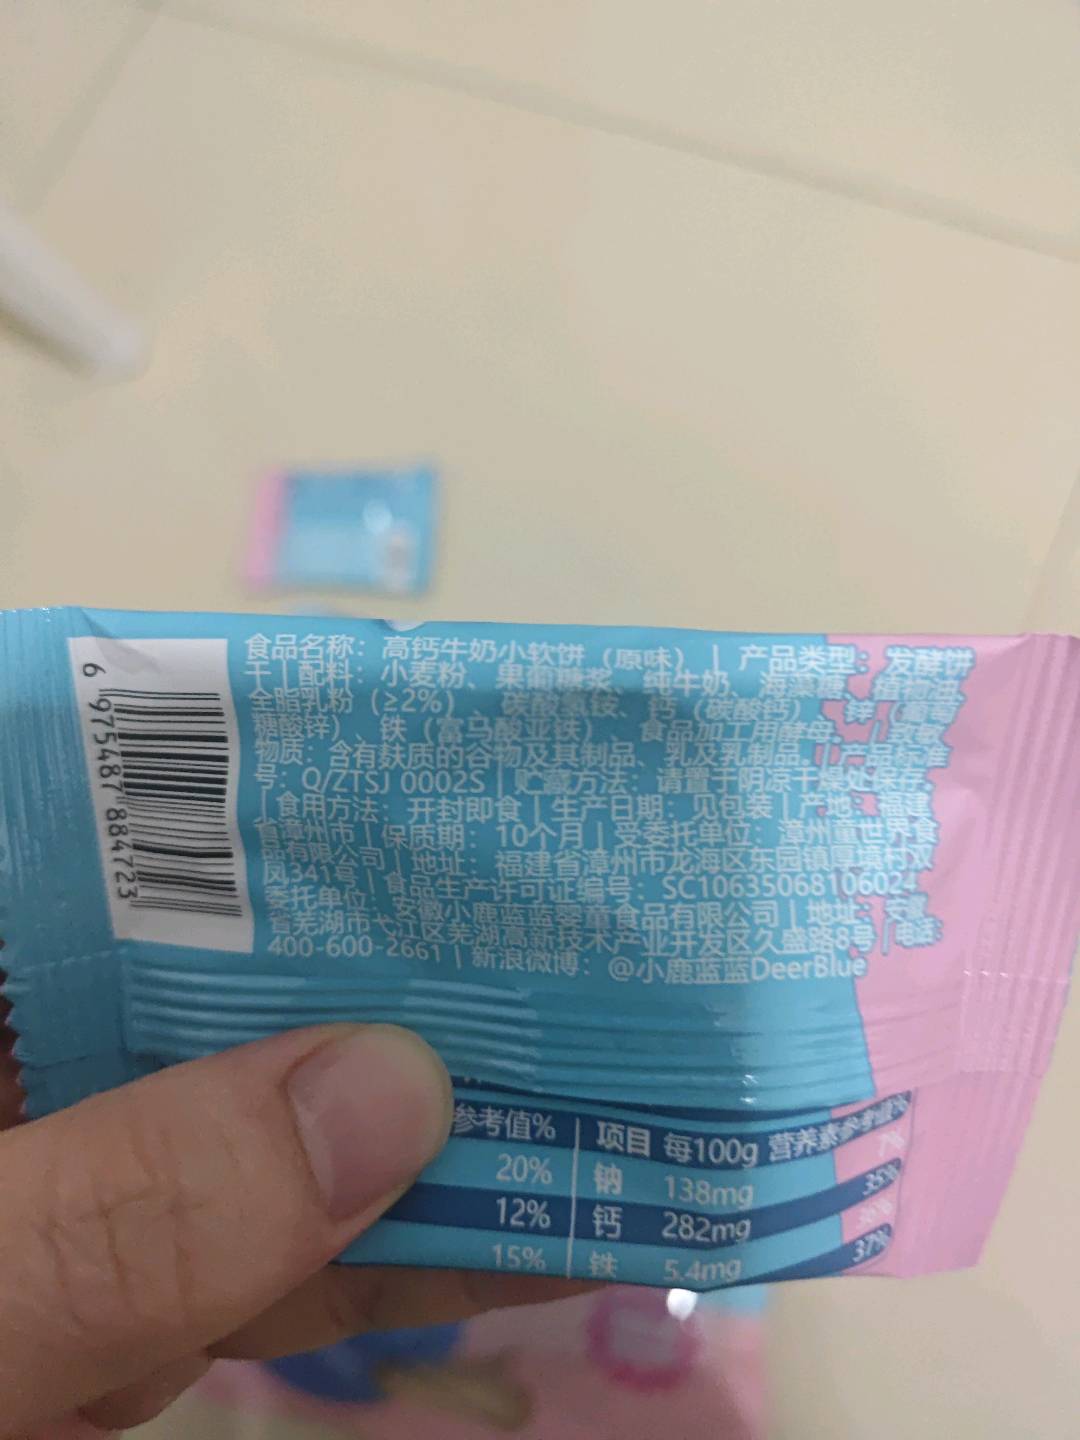 食品名称：高钙牛奶小软饼（原味）｜产品类型：发酵饼
干｜配料：小麦粉、果葡糖浆、纯牛奶、海藻糖、植物油、
全脂乳粉（≥2%）、碳酸氢铵、钙（碳酸钙）、锌（葡萄
糖酸锌）、铁（富马酸亚铁）、食品加工用酵母。｜致敏
物质：含有麸质的谷物及其制品、乳及乳制品。｜产品标准
号：Q/ZTSJ 0002S｜贮藏方法：请置于阴凉干燥处保存
｜食用方法：开封即食｜生产日期：见包装｜产地：福建
省漳州市｜保质期：10个月｜受委托单位：漳州童世界食
品有限公司｜地址：福建省漳州市龙海区东园镇厚境村双
凤341号｜食品生产许可证编号：SC10635068106024
委托单位：安徽小鹿蓝蓝婴童食品有限公司｜地址：安徽
省芜湖市弋江区芜湖高新技术产业开发区久盛路8号｜电话：
400-600-2661｜新浪微博：@小鹿蓝蓝DeerBlue
6 975487 884723
参考值% 项目 每100g 营养素参考值%
20% 钠 138mg 7%
12% 钙 282mg 35%
15% 铁 5.4mg
37%